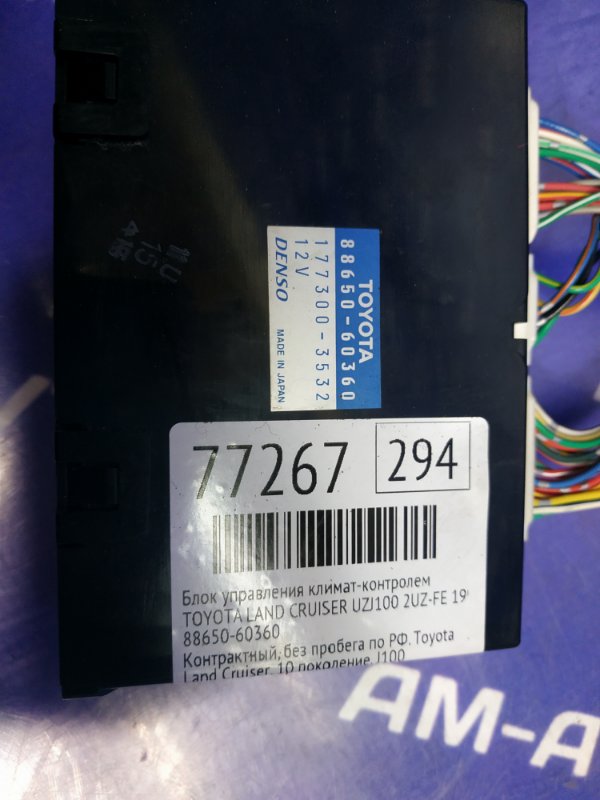 TOYOTA
88650-60360
177300-3532
12V
DENSO MADE IN JAPAN
77267 294
Блок управления климат-контролем
TOYOTA LAND CRUISER UZJ100 2UZ-FE 19'
88650-60360
Контрактный, без пробега по РФ. Toyota
Land Cruiser, 10 поколение, J100
AM-A